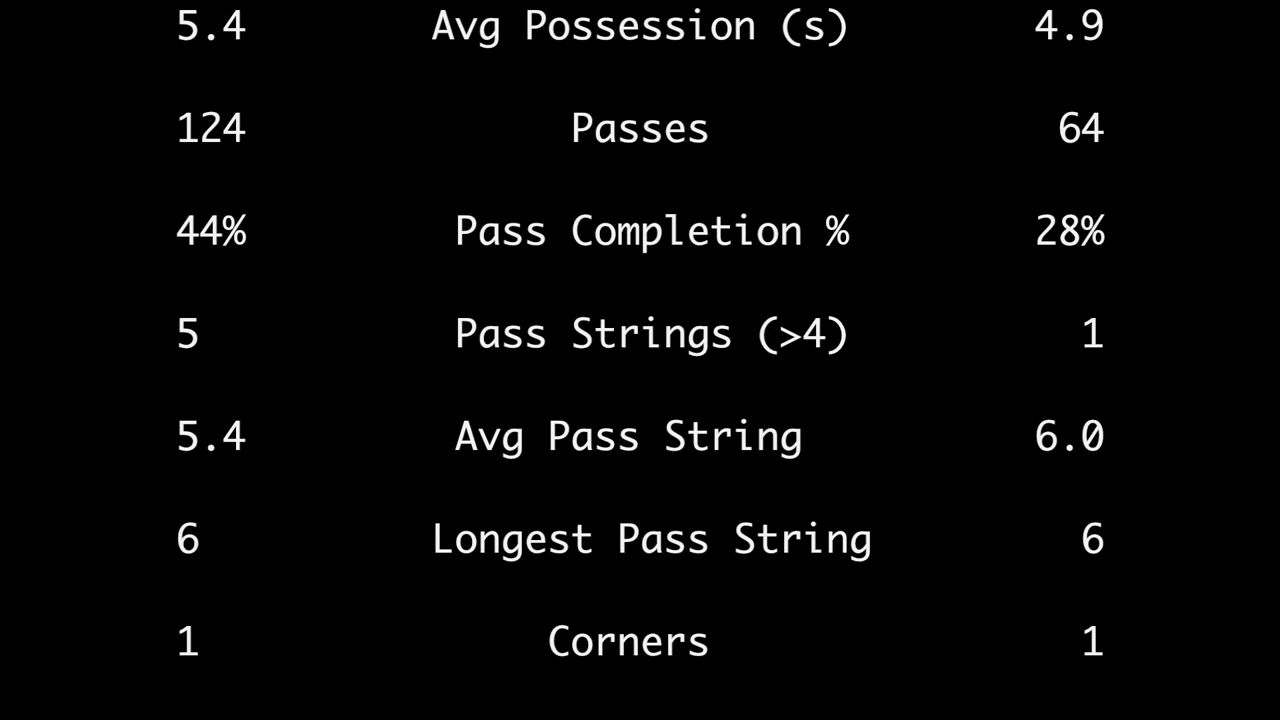 5.4 Avg Possession (s) 4.9
124 Passes 64
44% Pass Completion % 28%
5 Pass Strings (>4) 1
5.4 Avg Pass String 6.0
6 Longest Pass String 6
1 Corners 1